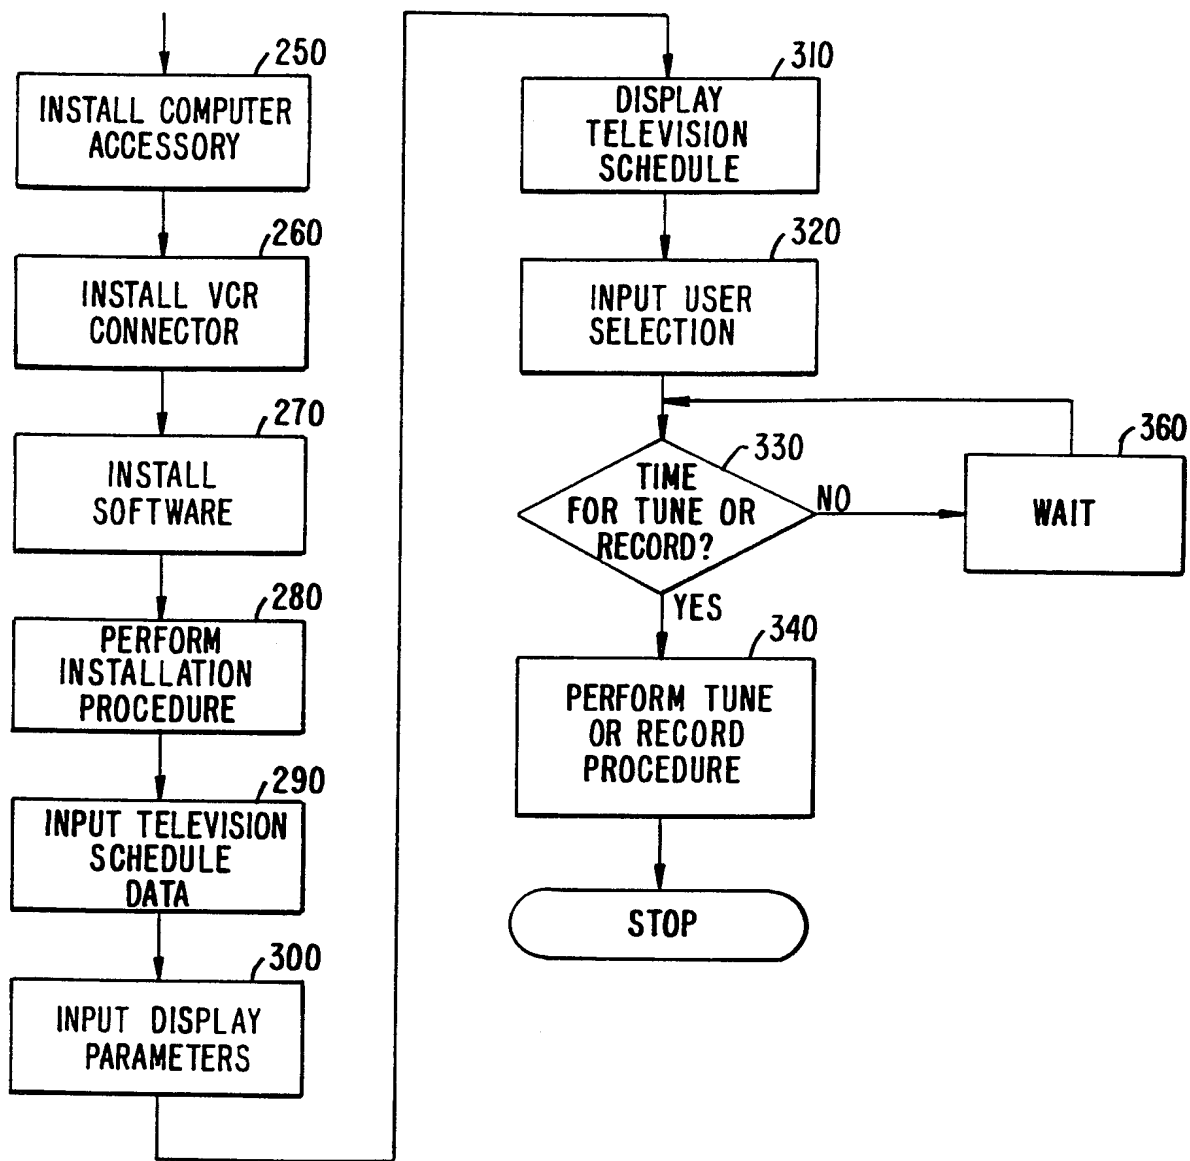 250
INSTALL COMPUTER
ACCESSORY
260
INSTALL VCR
CONNECTOR
270
INSTALL
SOFTWARE
280
PERFORM
INSTALLATION
PROCEDURE
290
INPUT TELEVISION
SCHEDULE
DATA
300
INPUT DISPLAY
PARAMETERS
310
DISPLAY
TELEVISION
SCHEDULE
320
INPUT USER
SELECTION
330
TIME
FOR TUNE OR
RECORD?
NO
360
WAIT
YES
340
PERFORM TUNE
OR RECORD
PROCEDURE
STOP